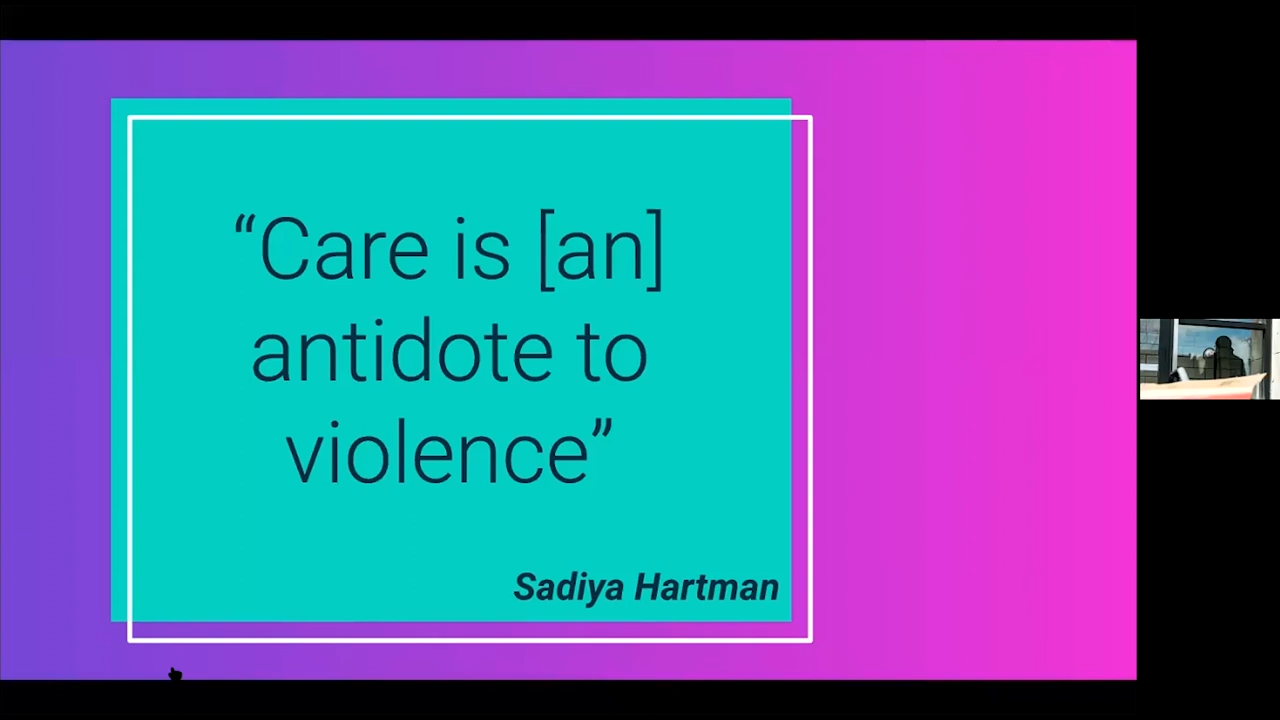 “Care is [an]
antidote to
violence”
Sadiya Hartman